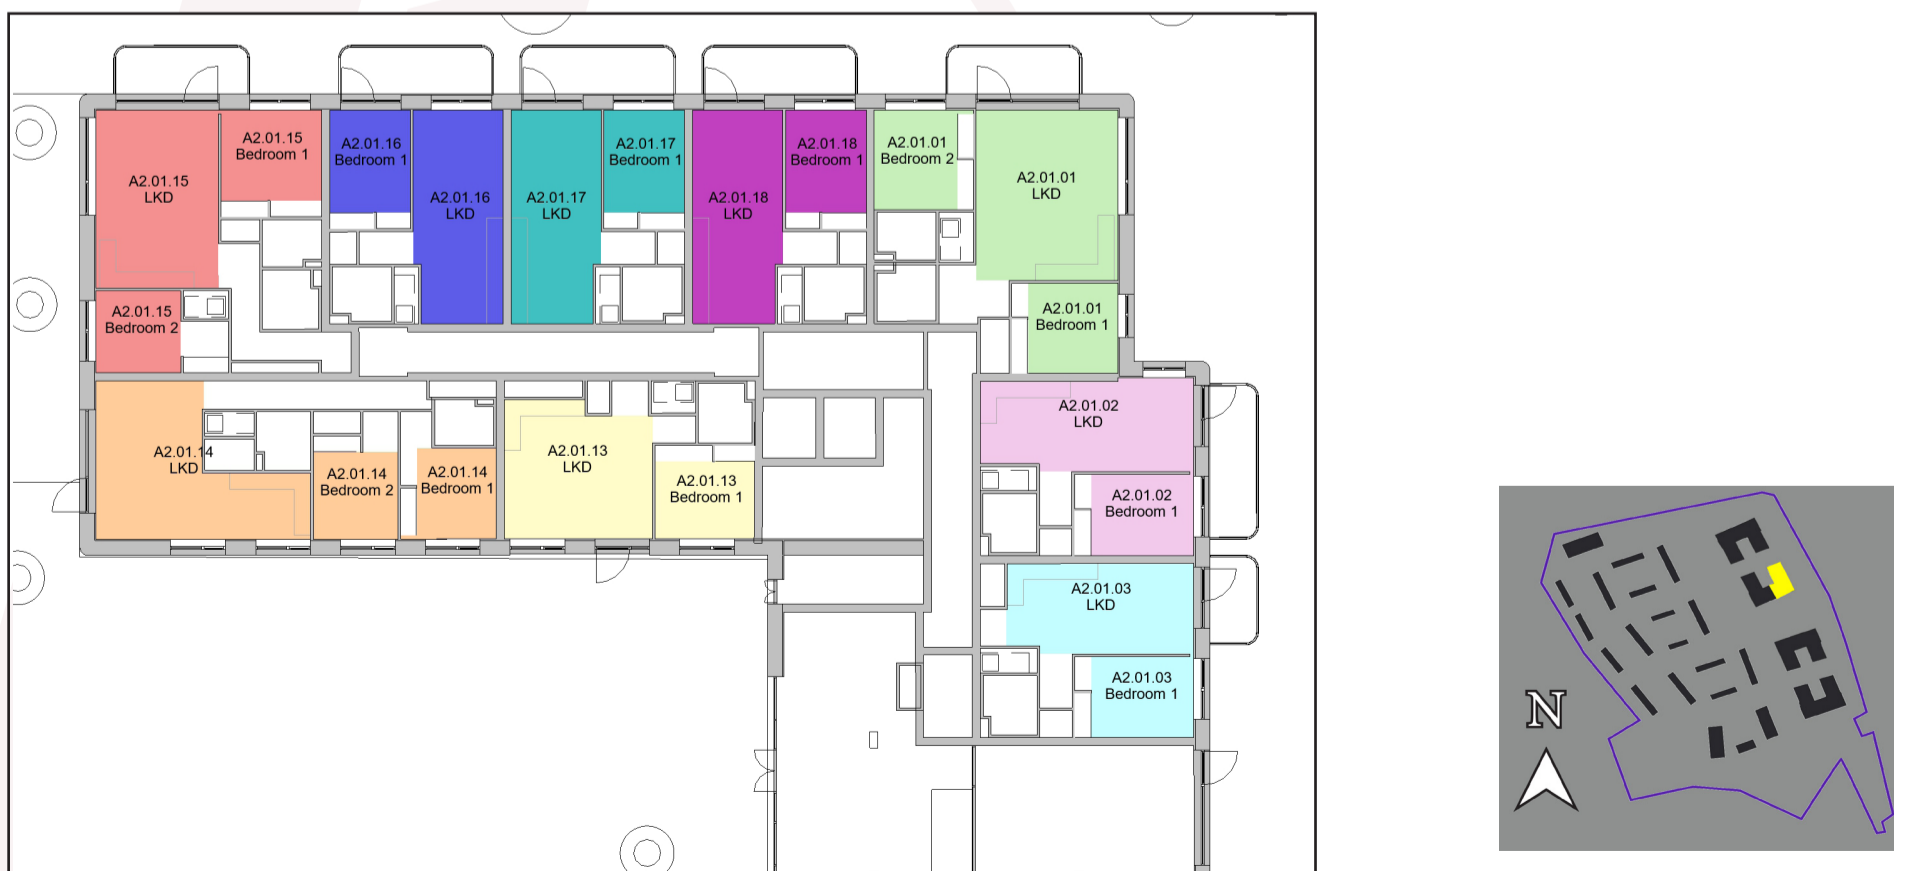 A2.01.15
LKD
A2.01.15
Bedroom 1
A2.01.16
Bedroom 1
A2.01.16
LKD
A2.01.17
LKD
A2.01.17
Bedroom 1
A2.01.18
LKD
A2.01.18
Bedroom 1
A2.01.01
Bedroom 2
A2.01.01
LKD
A2.01.15
Bedroom 2
A2.01.01
Bedroom 1
A2.01.14
LKD
A2.01.14
Bedroom 2
A2.01.14
Bedroom 1
A2.01.13
LKD
A2.01.13
Bedroom 1
A2.01.02
LKD
A2.01.02
Bedroom 1
A2.01.03
LKD
A2.01.03
Bedroom 1
N